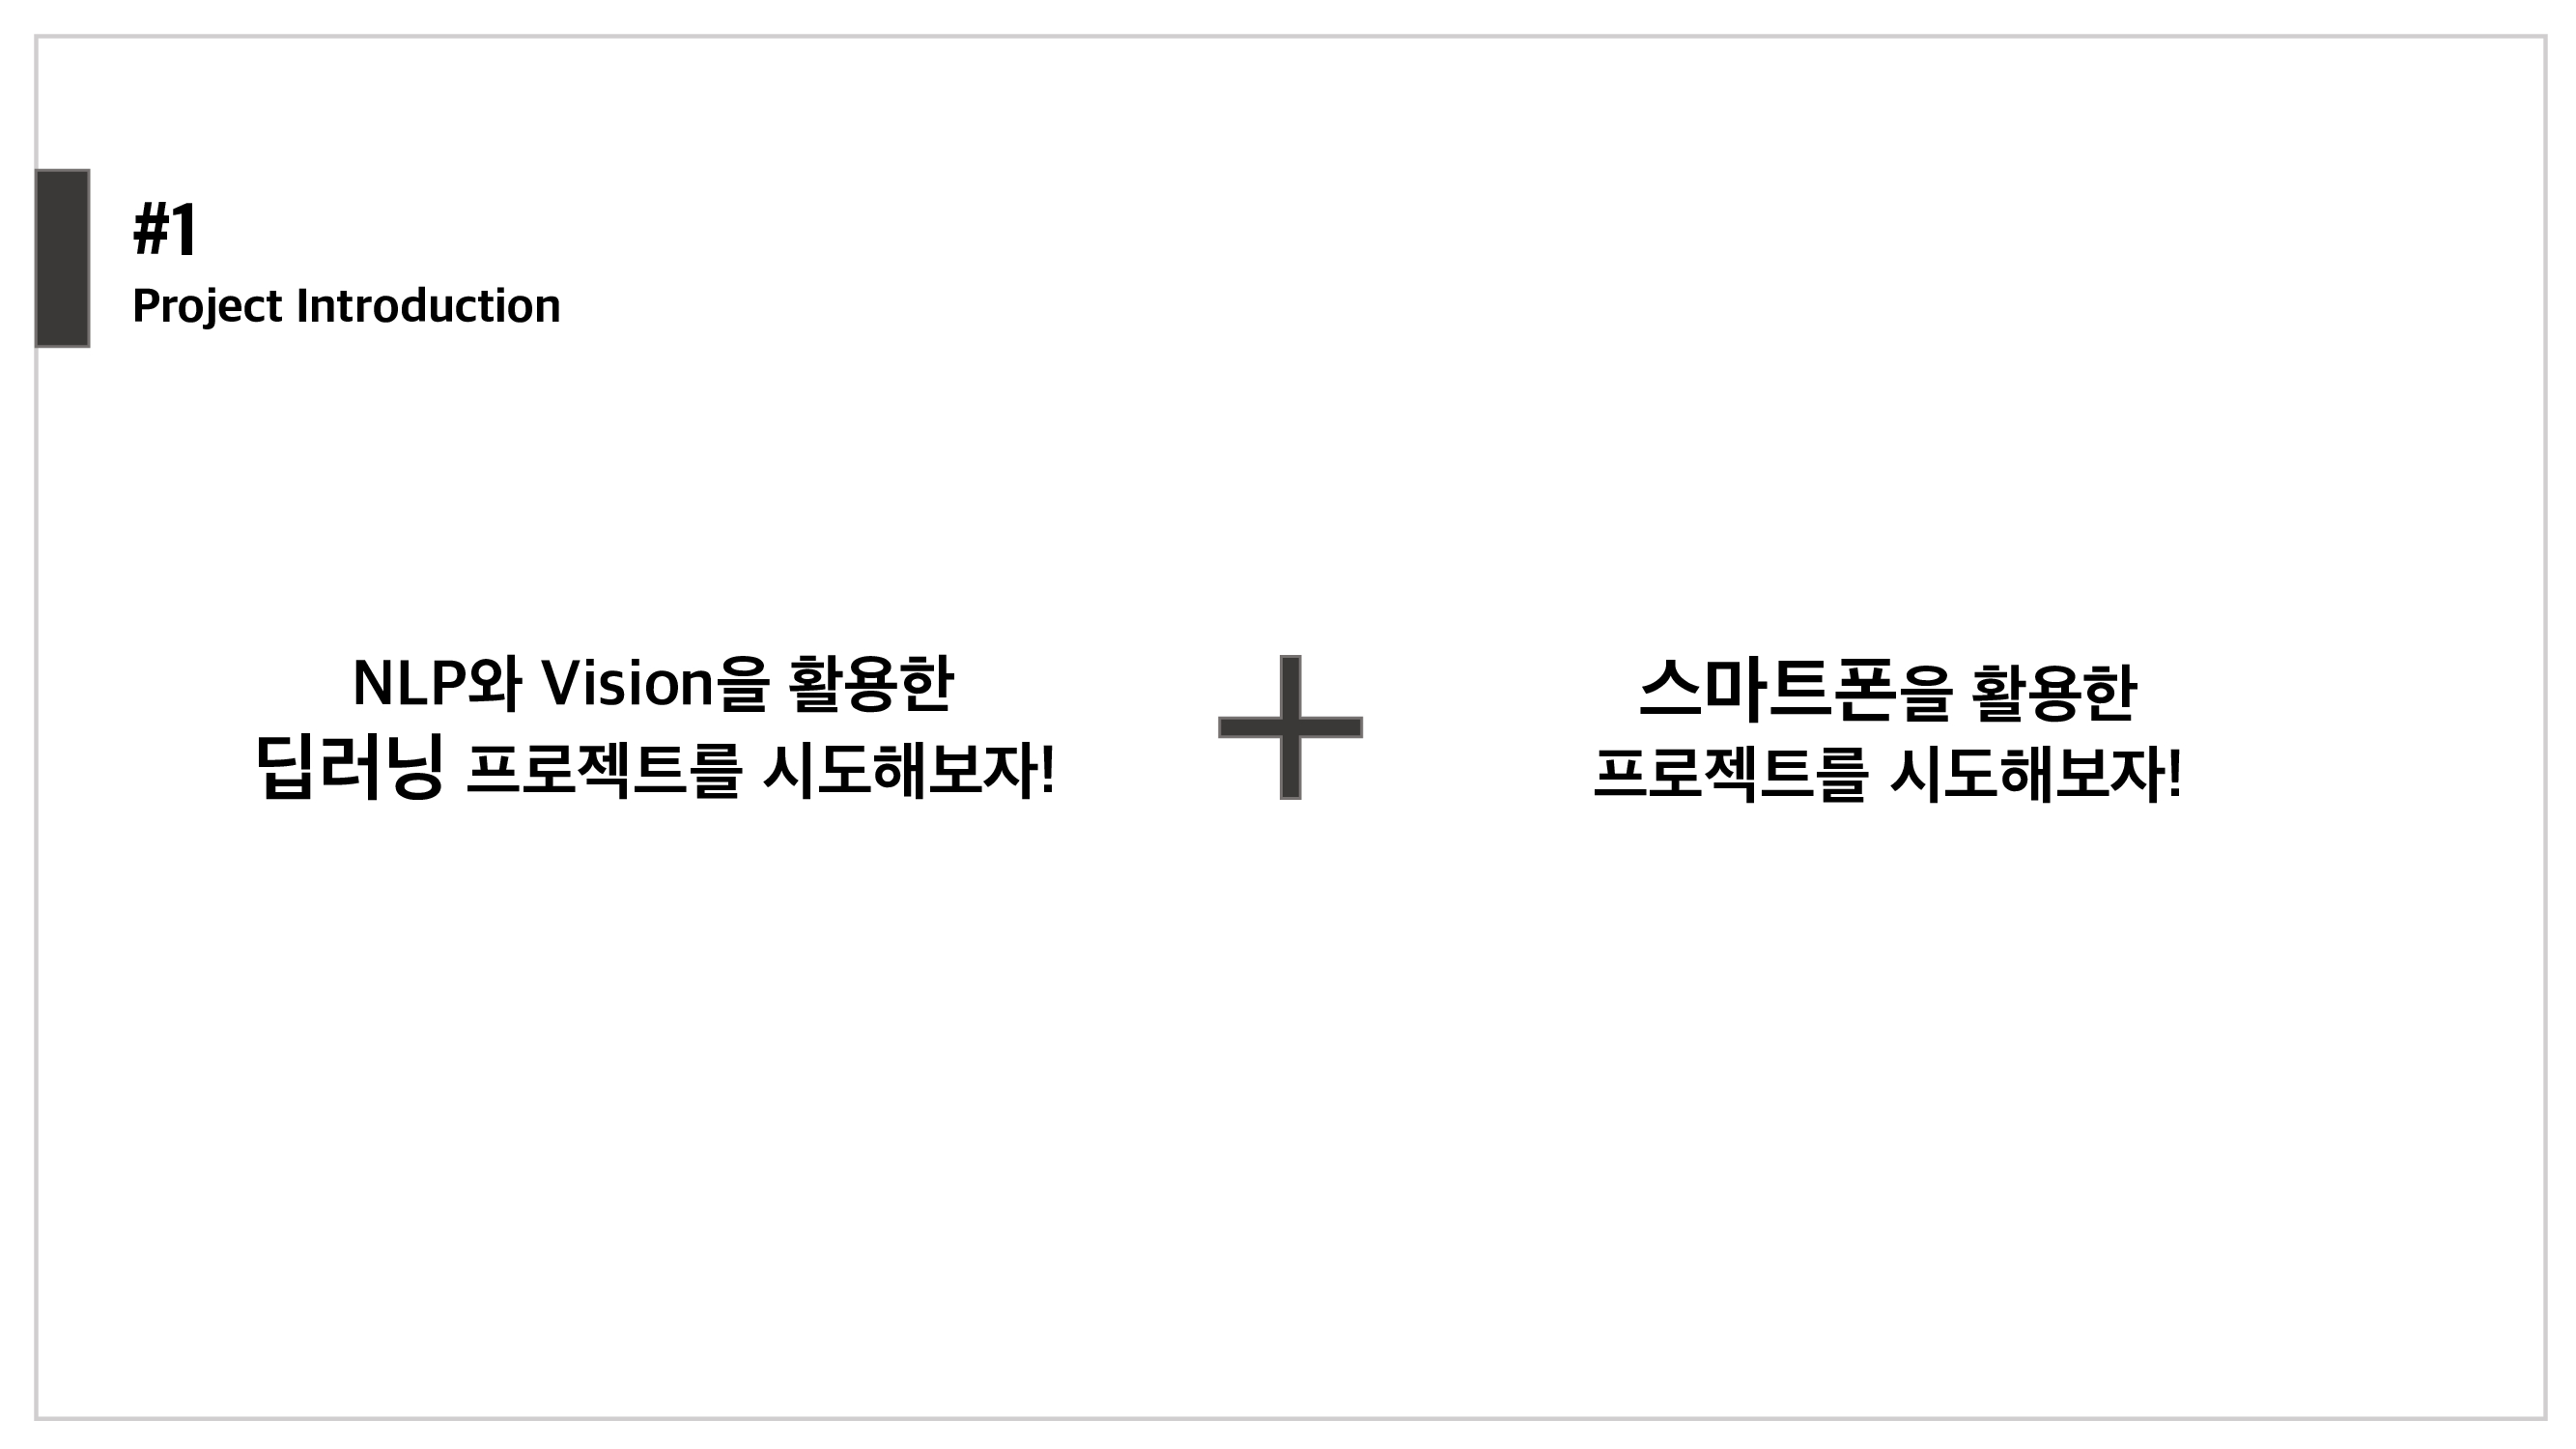 #1
Project Introduction
NLP와 Vision을 활용한
딥러닝 프로젝트를 시도해보자!
스마트폰을 활용한
프로젝트를 시도해보자!